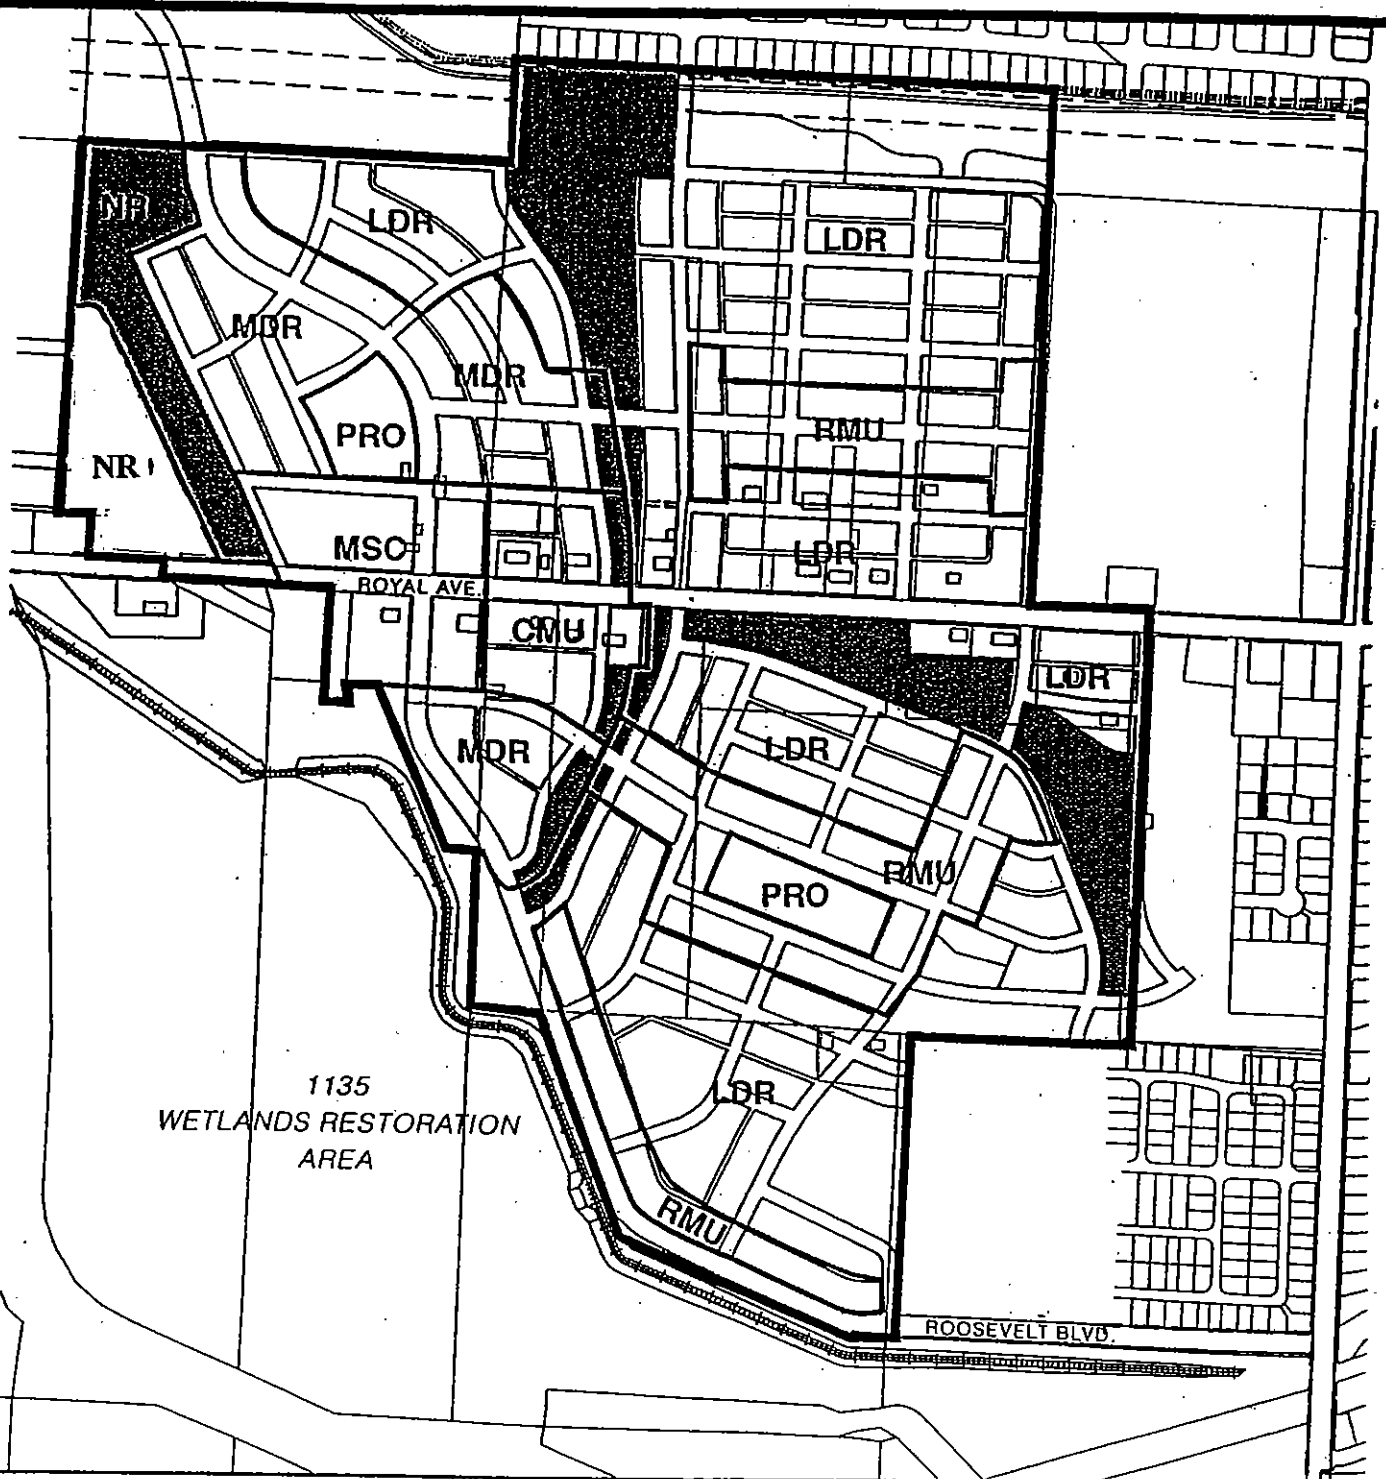 NR
LDR
LDR
MDR
MDR
PRO
RMU
NR
MSC
LDR
ROYAL AVE.
CMU
LDR
MDR
LDR
RMU
PRO
1135
WETLANDS RESTORATION
AREA
LDR
RMU
ROOSEVELT BLVD.